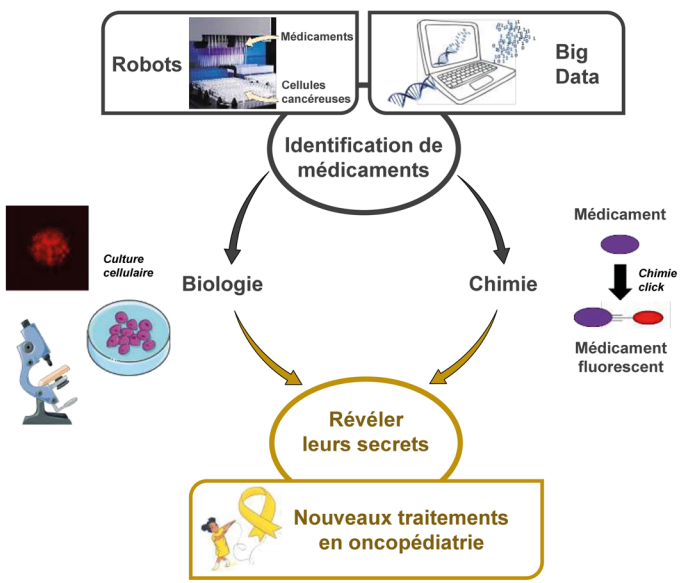 Robots
Médicaments
Cellules
cancéreuses
Big
Data
Identification de
médicaments
Culture
cellulaire
Biologie
Chimie
Médicament
Chimie
click
Médicament
fluorescent
Révéler
leurs secrets
Nouveaux traitements
en oncopédiatrie